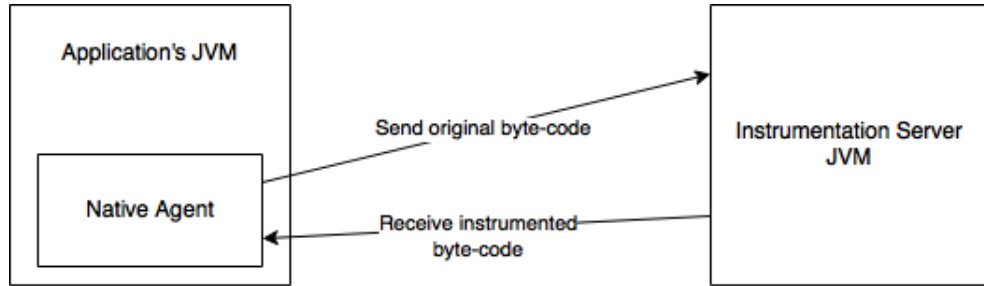 Application's JVM
Send original byte-code
Instrumentation Server
JVM
Native Agent
Receive instrumented
byte-code